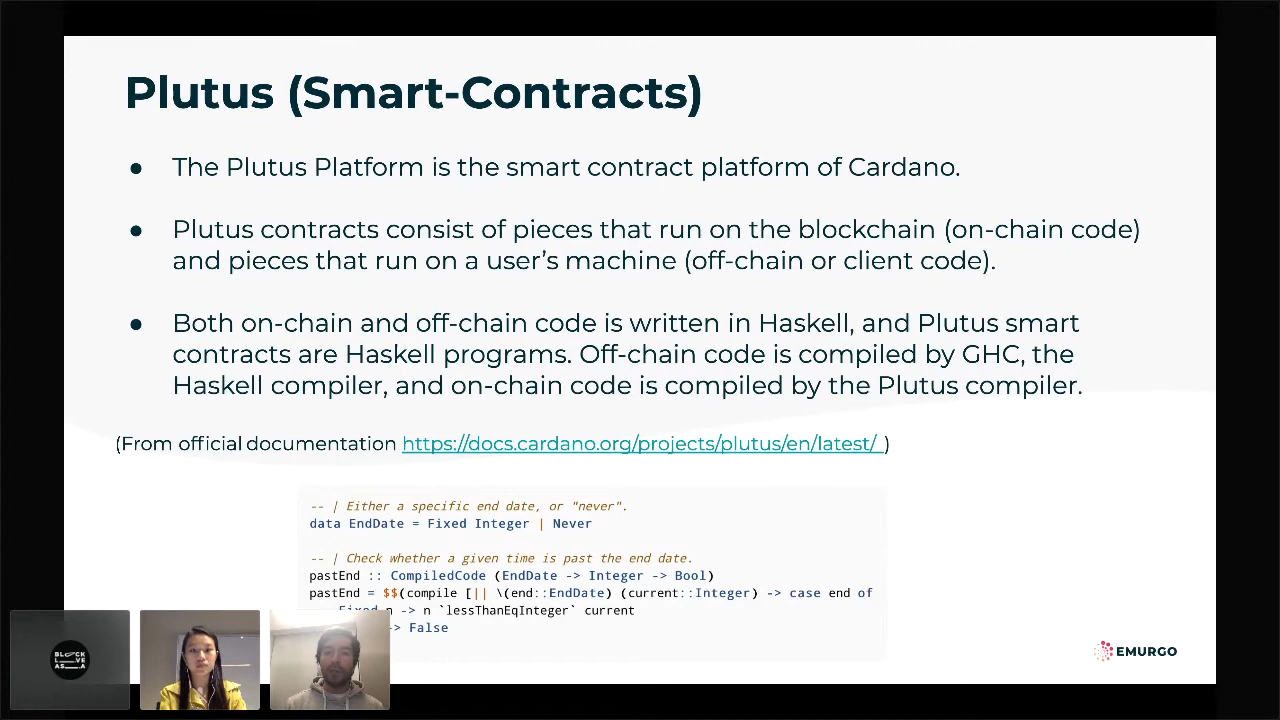 Plutus (Smart-Contracts)
● The Plutus Platform is the smart contract platform of Cardano.
● Plutus contracts consist of pieces that run on the blockchain (on-chain code)
and pieces that run on a user's machine (off-chain or client code).
● Both on-chain and off-chain code is written in Haskell, and Plutus smart
contracts are Haskell programs. Off-chain code is compiled by GHC, the
Haskell compiler, and on-chain code is compiled by the Plutus compiler.
(From official documentation https://docs.cardano.org/projects/plutus/en/latest/ )
-- | Either a specific end date, or "never".
data EndDate = Fixed Integer | Never
-- | Check whether a given time is past the end date.
pastEnd :: CompiledCode (EndDate -> Integer -> Bool)
pastEnd = $$(compile [|| \(end::EndDate) (current::Integer) -> case end of
n -> n `lessThanEqInteger` current
-> False
BLOCK
LIVE
ASIA
EMURGO